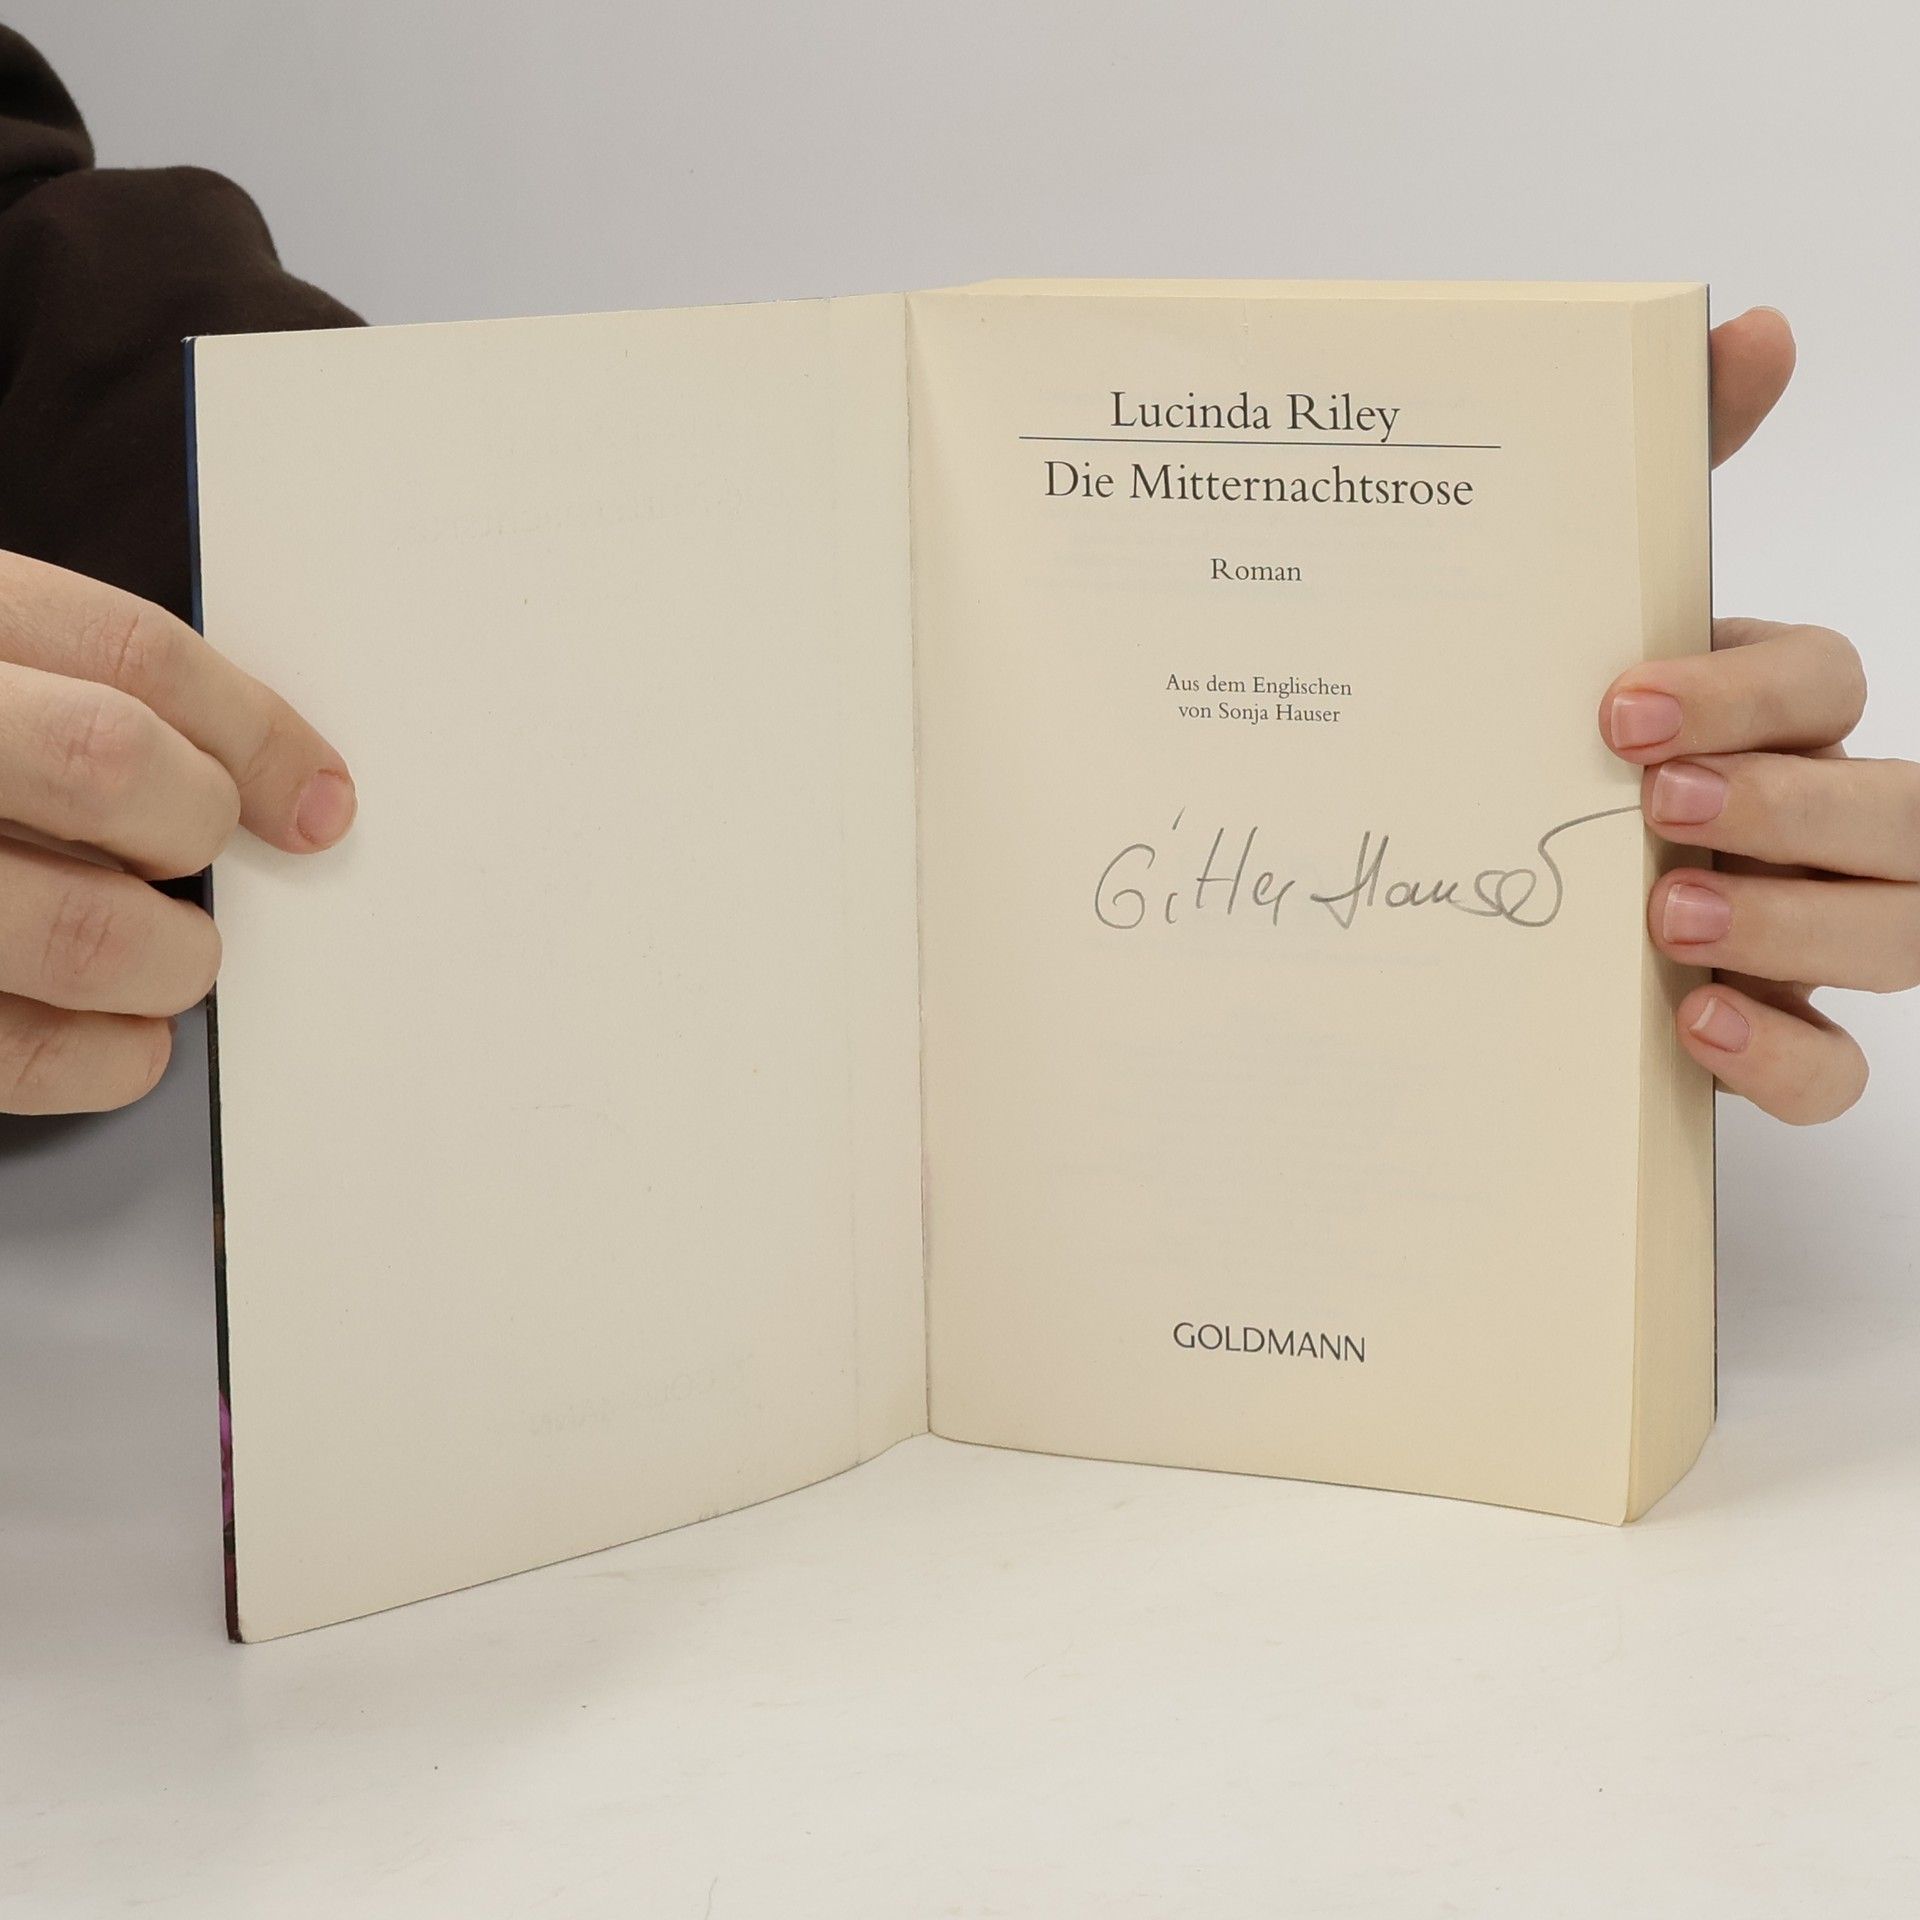 Lucinda Riley
Die Mitternachtsrose
Roman
Aus dem Englischen
von Sonja Hauser
GOLDMANN